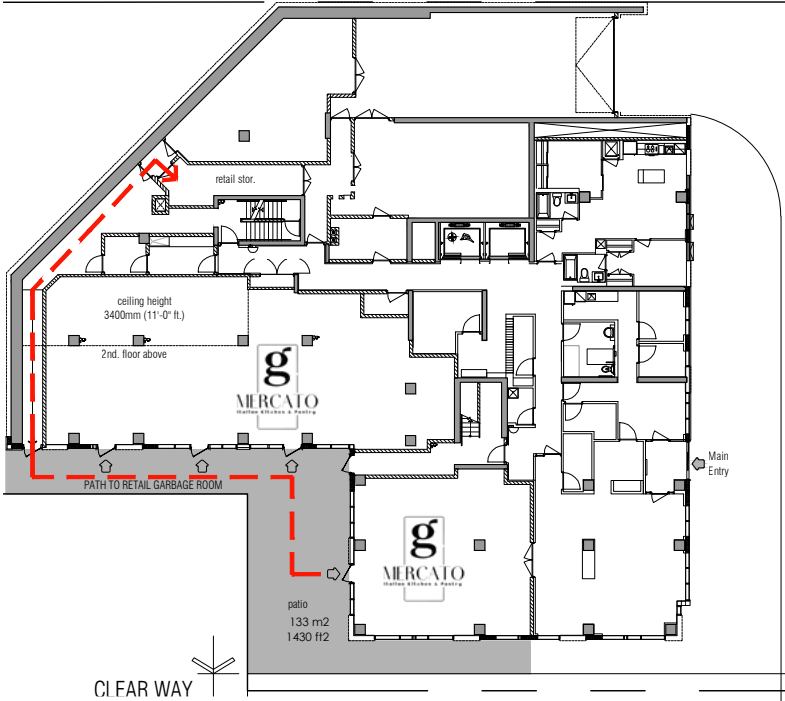 retail stor.
ceiling height
3400mm (11'-0" ft.)
2nd. floor above
g
MERCATO
Italian Kitchen & Pantry
Main
Entry
PATH TO RETAIL GARBAGE ROOM
g
MERCATO
Italian Kitchen & Pantry
patio
133 m2
1430 ft2
CLEAR WAY